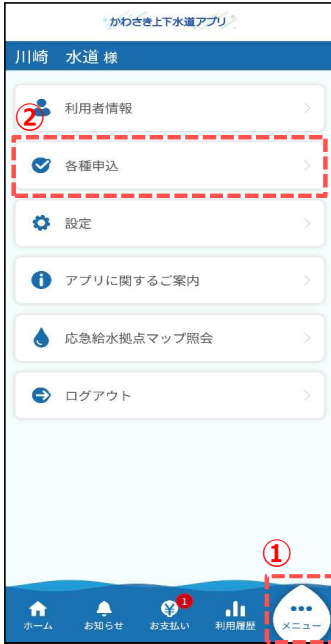 かわさき上下水道アプリ
川崎　水道 様
②
利用者情報
各種申込
設定
アプリに関するご案内
応急給水拠点マップ照会
ログアウト
①
1
ホーム
お知らせ
お支払い
利用履歴
メニュー